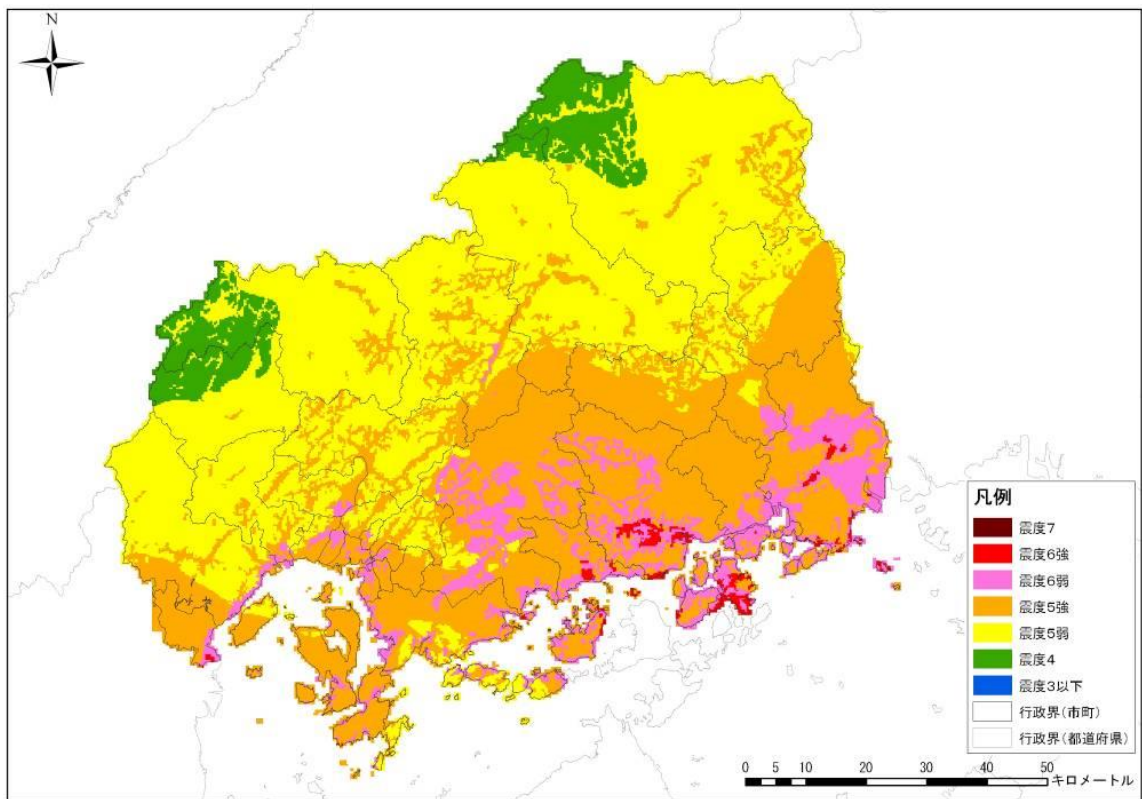 N
凡例
震度7
震度6強
震度6弱
震度5強
震度5弱
震度4
震度3以下
行政界(市町)
行政界(都道府県)
0 5 10 20 30 40 50
キロメートル